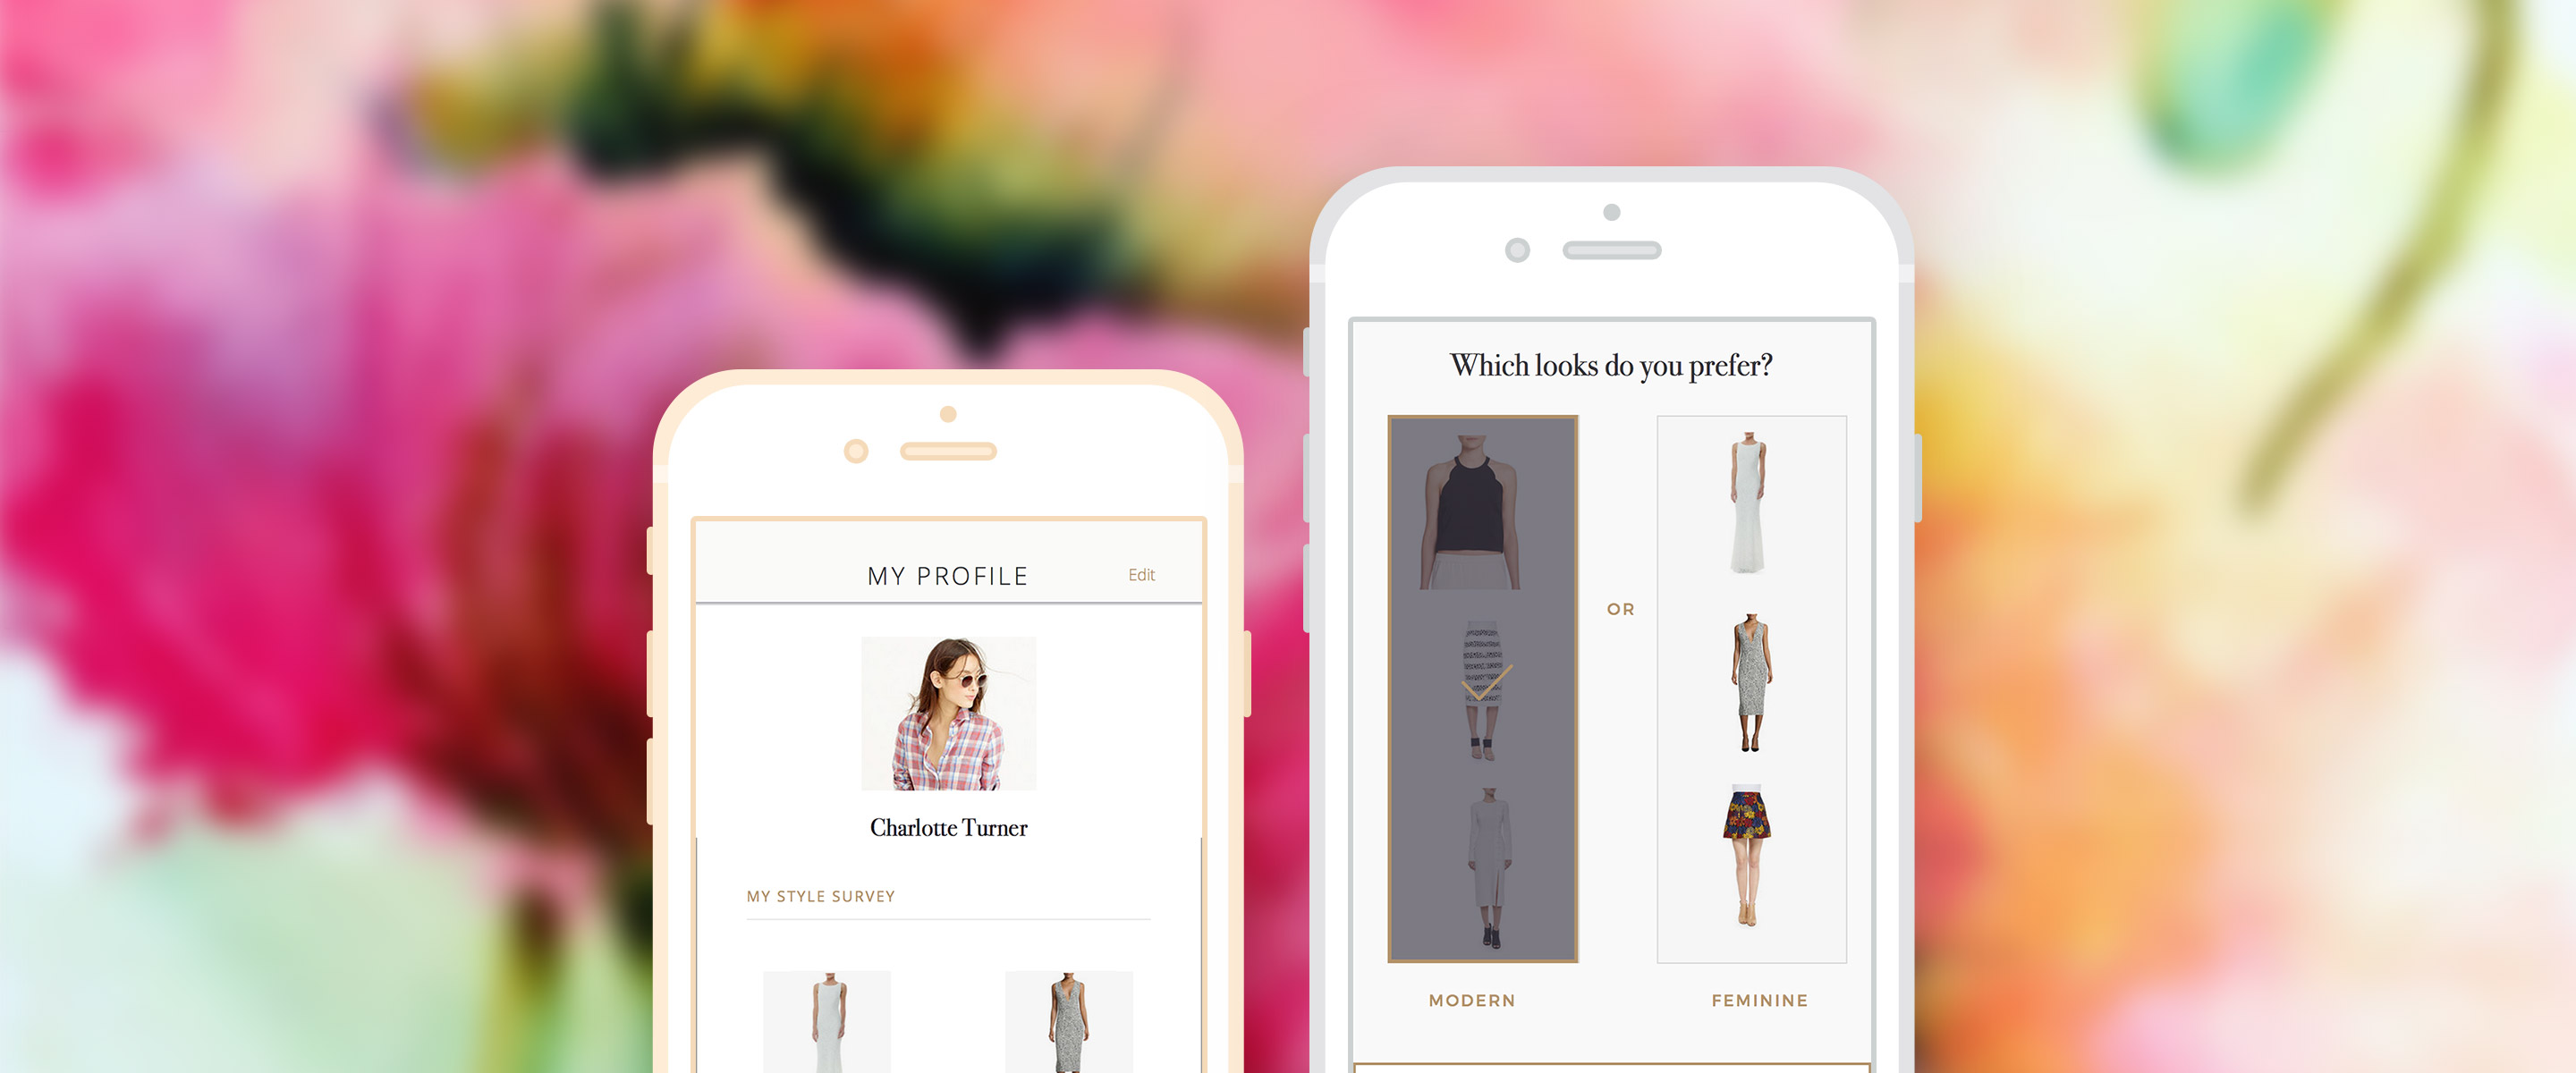 MY PROFILE
Edit
Charlotte Turner
MY STYLE SURVEY
Which looks do you prefer?
OR
MODERN
FEMININE